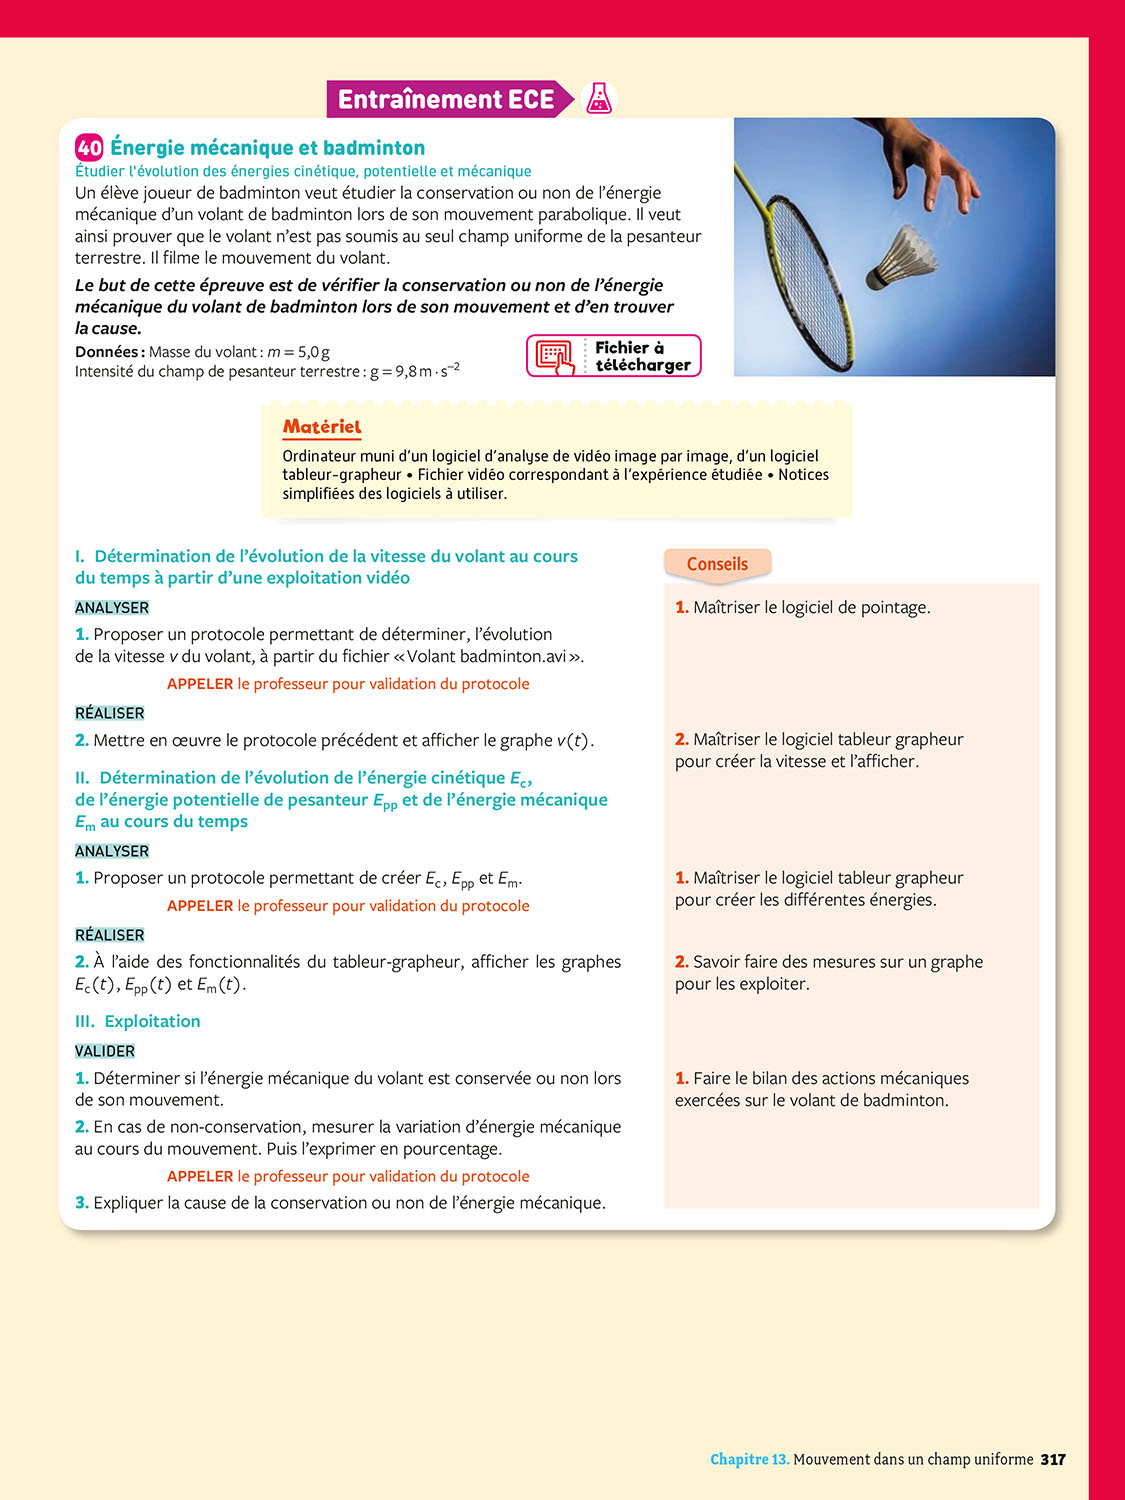 Entraînement ECE
40 Énergie mécanique et badminton
Étudier l'évolution des énergies cinétique, potentielle et mécanique
Un élève joueur de badminton veut étudier la conservation ou non de l'énergie
mécanique d'un volant de badminton lors de son mouvement parabolique. Il veut
ainsi prouver que le volant n'est pas soumis au seul champ uniforme de la pesanteur
terrestre. Il filme le mouvement du volant.
Le but de cette épreuve est de vérifier la conservation ou non de l'énergie
mécanique du volant de badminton lors de son mouvement et d'en trouver
la cause.
Données : Masse du volant : m = 5,0 g
Intensité du champ de pesanteur terrestre : g = 9,8 m · s⁻²
Fichier à
télécharger
Matériel
Ordinateur muni d'un logiciel d'analyse de vidéo image par image, d'un logiciel
tableur-grapheur • Fichier vidéo correspondant à l'expérience étudiée • Notices
simplifiées des logiciels à utiliser.
I. Détermination de l'évolution de la vitesse du volant au cours
du temps à partir d'une exploitation vidéo
ANALYSER
1. Proposer un protocole permettant de déterminer, l'évolution
de la vitesse v du volant, à partir du fichier « Volant badminton.avi ».
APPELER le professeur pour validation du protocole
RÉALISER
2. Mettre en œuvre le protocole précédent et afficher le graphe v(t).
II. Détermination de l'évolution de l'énergie cinétique Ec,
de l'énergie potentielle de pesanteur Epp et de l'énergie mécanique
Em au cours du temps
ANALYSER
1. Proposer un protocole permettant de créer Ec, Epp et Em.
APPELER le professeur pour validation du protocole
RÉALISER
2. À l'aide des fonctionnalités du tableur-grapheur, afficher les graphes
Ec(t), Epp(t) et Em(t).
III. Exploitation
VALIDER
1. Déterminer si l'énergie mécanique du volant est conservée ou non lors
de son mouvement.
2. En cas de non-conservation, mesurer la variation d'énergie mécanique
au cours du mouvement. Puis l'exprimer en pourcentage.
APPELER le professeur pour validation du protocole
3. Expliquer la cause de la conservation ou non de l'énergie mécanique.
Conseils
1. Maîtriser le logiciel de pointage.
2. Maîtriser le logiciel tableur grapheur
pour créer la vitesse et l'afficher.
1. Maîtriser le logiciel tableur grapheur
pour créer les différentes énergies.
2. Savoir faire des mesures sur un graphe
pour les exploiter.
1. Faire le bilan des actions mécaniques
exercées sur le volant de badminton.
Chapitre 13. Mouvement dans un champ uniforme 317